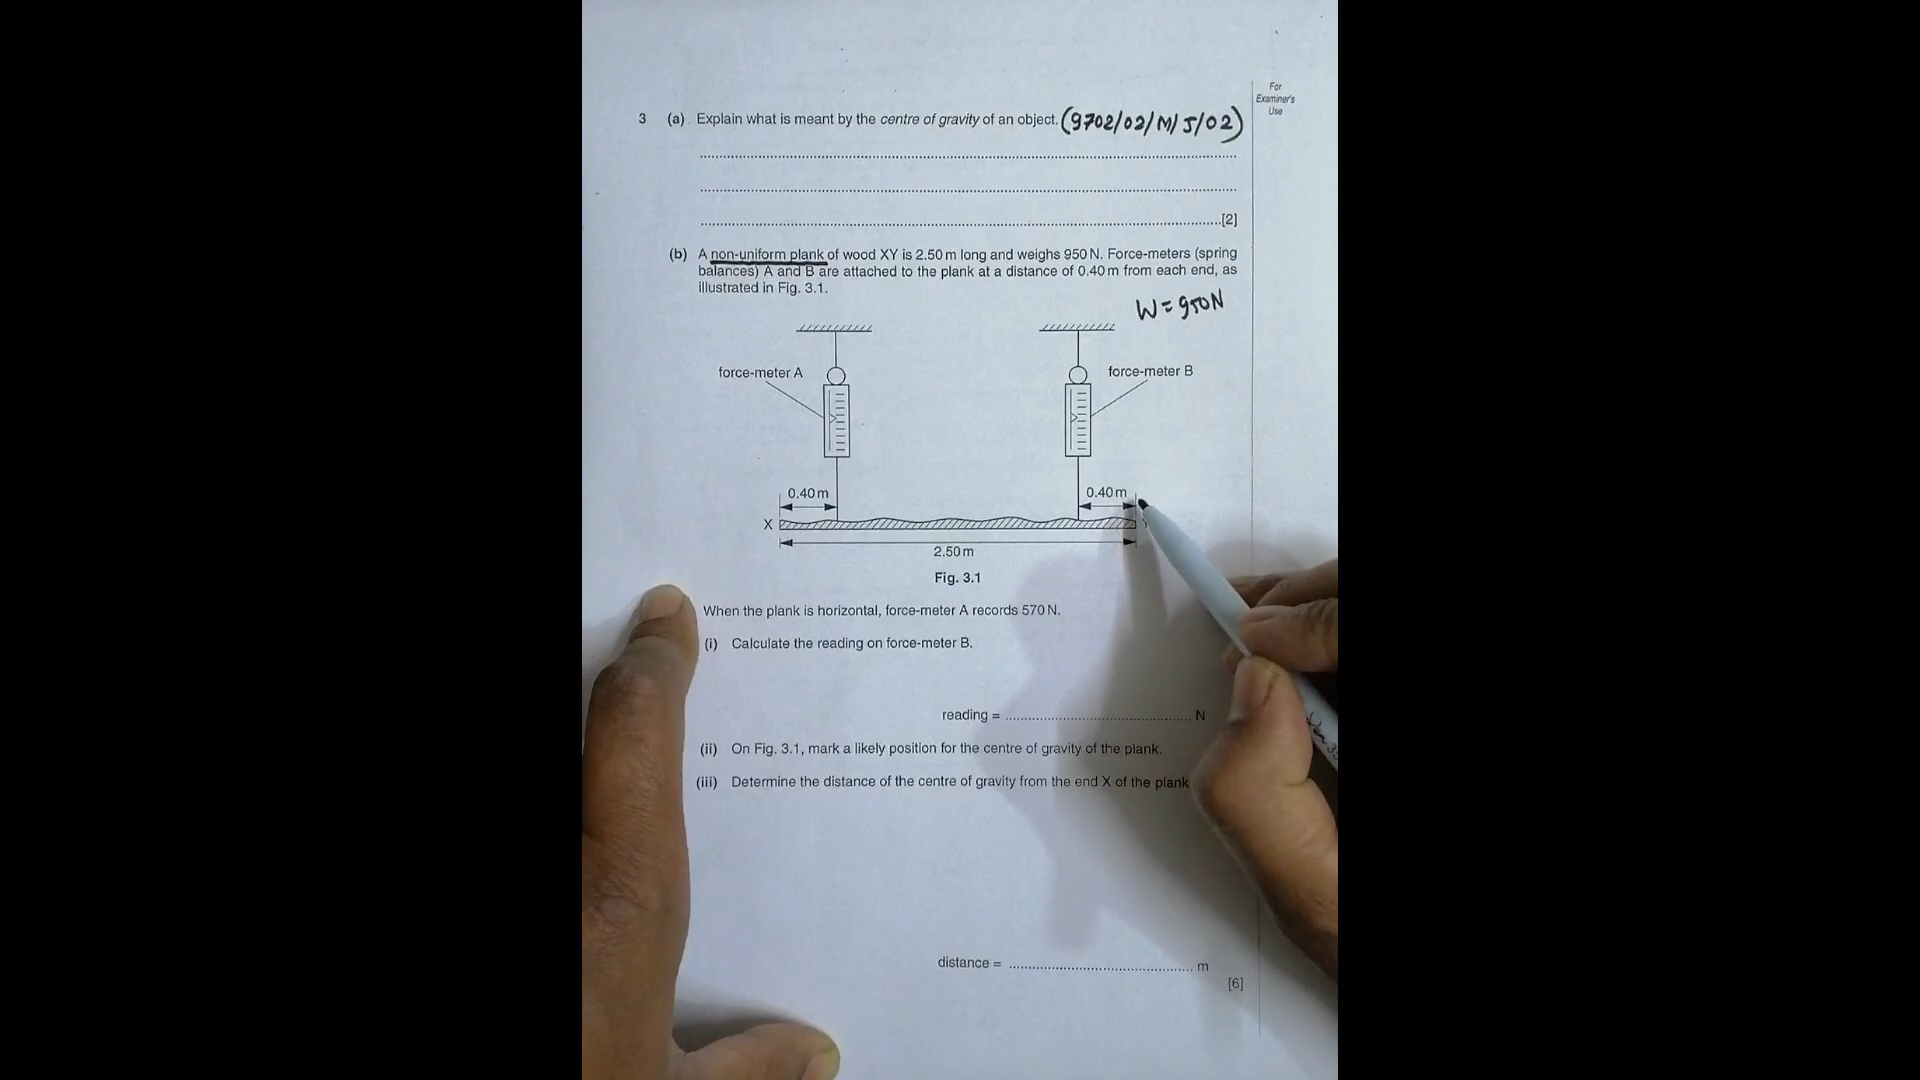 For
Examiner's
Use
3 (a) Explain what is meant by the centre of gravity of an object. (9702/02/M/J/02)
[2]
(b) A non-uniform plank of wood XY is 2.50 m long and weighs 950 N. Force-meters (spring
balances) A and B are attached to the plank at a distance of 0.40 m from each end, as
illustrated in Fig. 3.1.
W = 950N
force-meter A
force-meter B
0.40 m
0.40 m
X
2.50 m
Fig. 3.1
When the plank is horizontal, force-meter A records 570 N.
(i) Calculate the reading on force-meter B.
reading = N
(ii) On Fig. 3.1, mark a likely position for the centre of gravity of the plank.
(iii) Determine the distance of the centre of gravity from the end X of the plank
distance = m
[6]